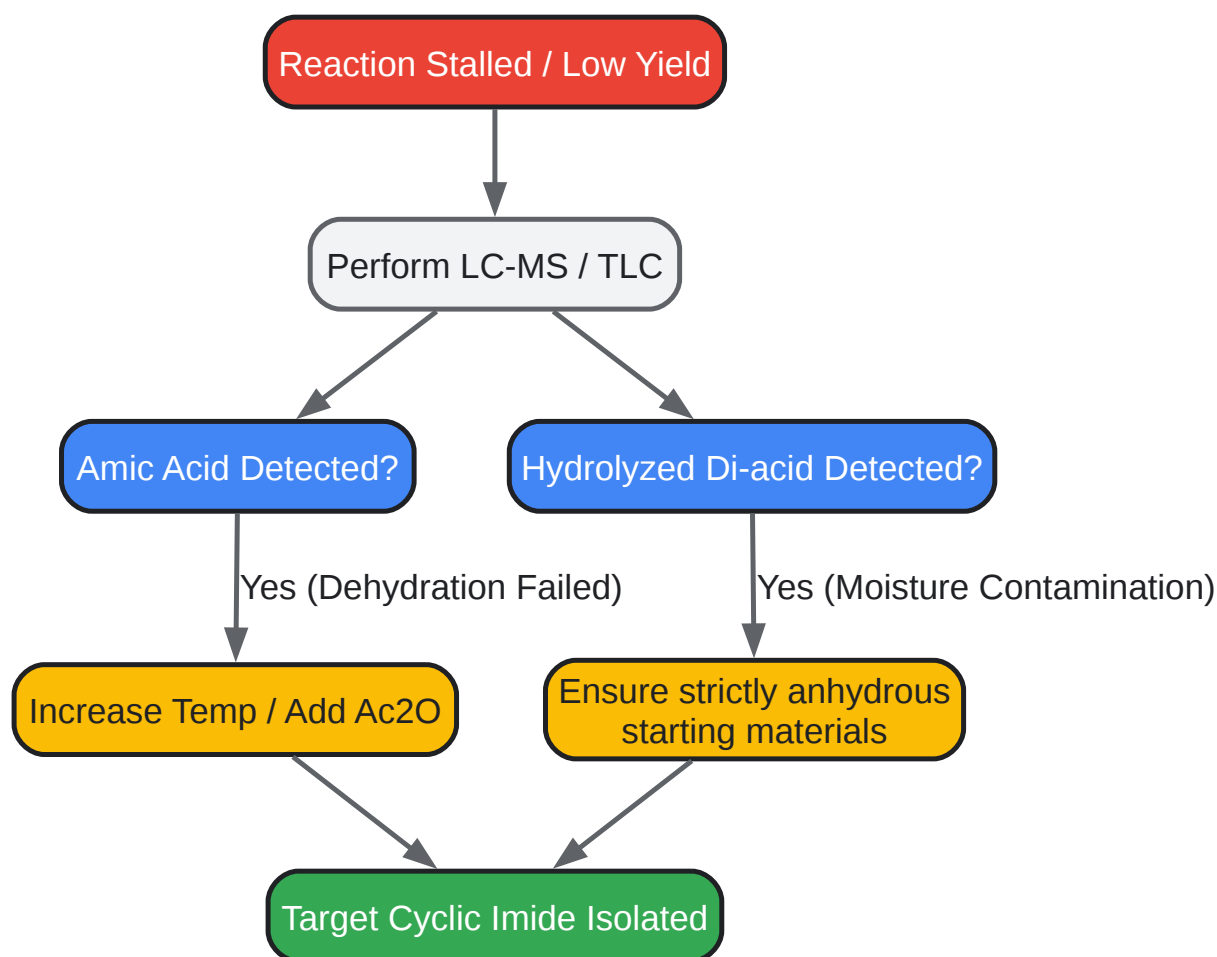 Reaction Stalled / Low Yield
Perform LC-MS / TLC
Amic Acid Detected?
Hydrolyzed Di-acid Detected?
Yes (Dehydration Failed)
Yes (Moisture Contamination)
Increase Temp / Add Ac2O
Ensure strictly anhydrous
starting materials
Target Cyclic Imide Isolated